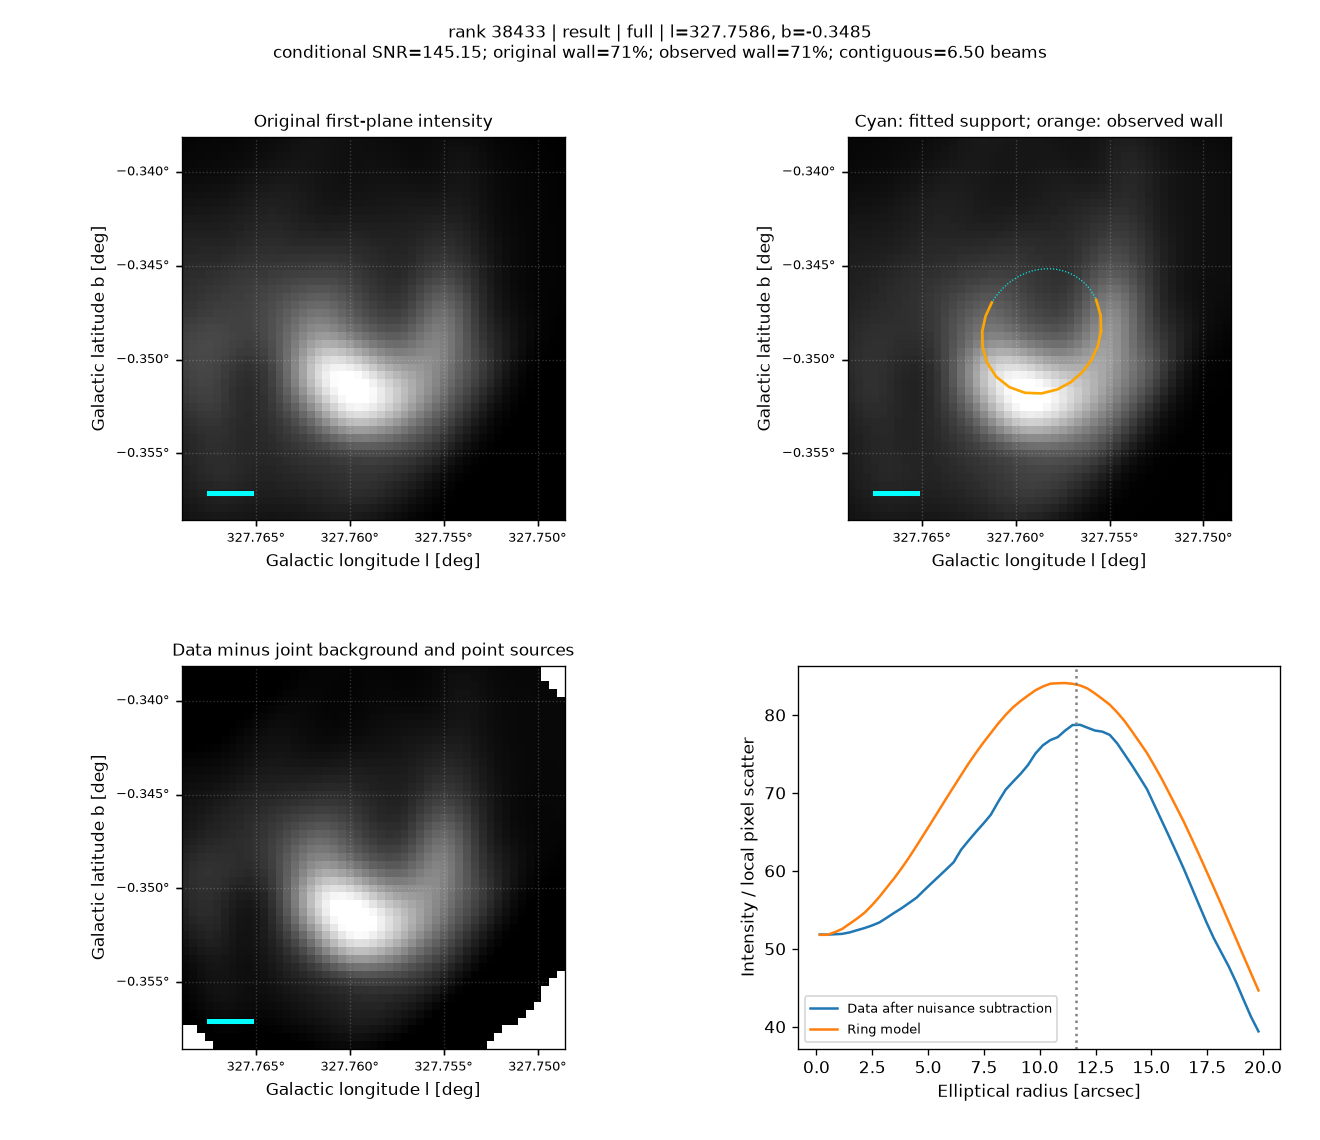 rank 38433 | result | full | l=327.7586, b=-0.3485
conditional SNR=145.15; original wall=71%; observed wall=71%; contiguous=6.50 beams
Original first-plane intensity
−0.340°
−0.345°
−0.350°
−0.355°
Galactic latitude b [deg]
327.765°
327.760°
327.755°
327.750°
Galactic longitude l [deg]
Cyan: fitted support; orange: observed wall
−0.340°
−0.345°
−0.350°
−0.355°
Galactic latitude b [deg]
327.765°
327.760°
327.755°
327.750°
Galactic longitude l [deg]
Data minus joint background and point sources
−0.340°
−0.345°
−0.350°
−0.355°
Galactic latitude b [deg]
327.765°
327.760°
327.755°
327.750°
Galactic longitude l [deg]
80
70
60
50
40
Intensity / local pixel scatter
Data after nuisance subtraction
Ring model
0.0
2.5
5.0
7.5
10.0
12.5
15.0
17.5
20.0
Elliptical radius [arcsec]